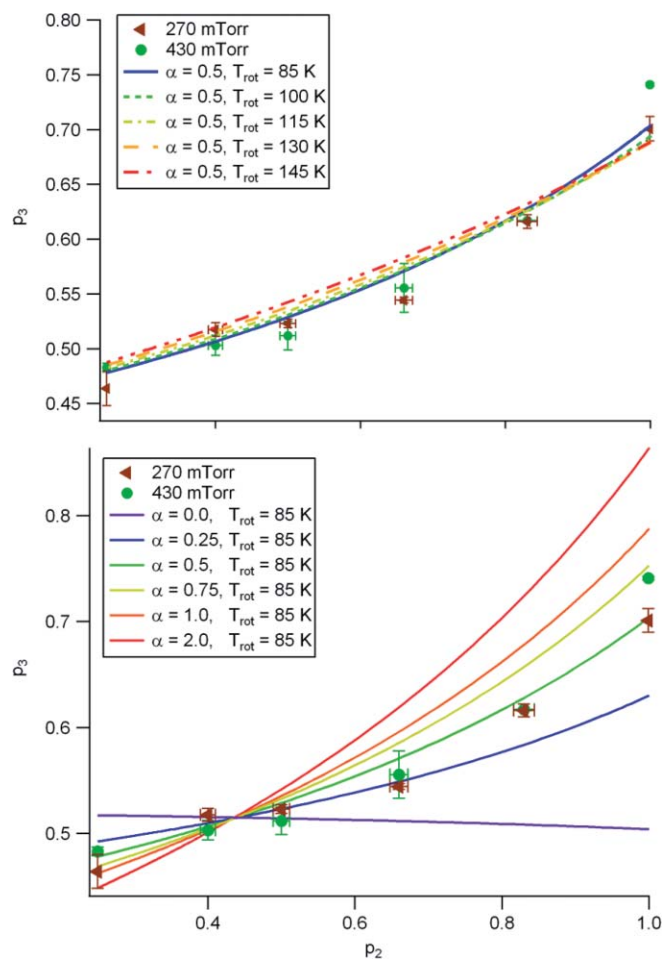 0.80
0.75
0.70
0.65
0.60
0.55
0.50
0.45
p3
270 mTorr
430 mTorr
α = 0.5, Trot = 85 K
α = 0.5, Trot = 100 K
α = 0.5, Trot = 115 K
α = 0.5, Trot = 130 K
α = 0.5, Trot = 145 K
0.8
0.7
0.6
0.5
p3
270 mTorr
430 mTorr
α = 0.0, Trot = 85 K
α = 0.25, Trot = 85 K
α = 0.5, Trot = 85 K
α = 0.75, Trot = 85 K
α = 1.0, Trot = 85 K
α = 2.0, Trot = 85 K
0.4 0.6 0.8 1.0
p2